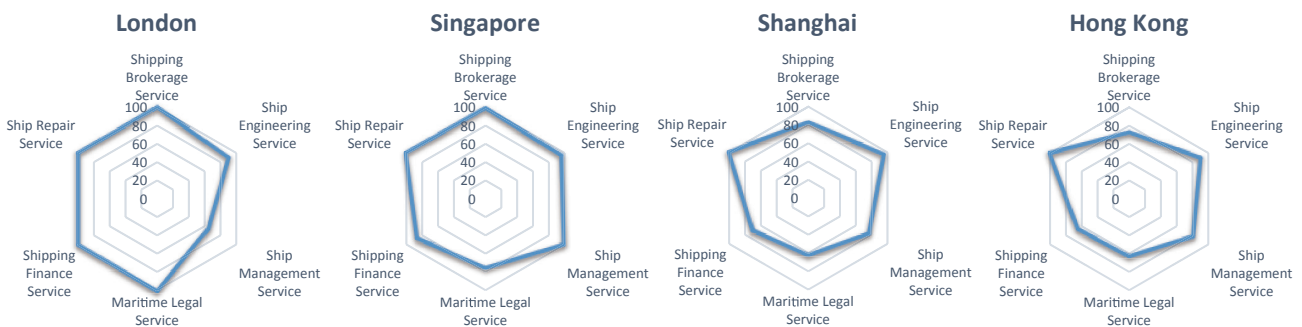 London
Shipping
Brokerage
Service
Ship
Engineering
Service
Ship
Management
Service
Maritime Legal
Service
Shipping
Finance
Service
Ship Repair
Service
100
80
60
40
20
0
Singapore
Shipping
Brokerage
Service
Ship
Engineering
Service
Ship
Management
Service
Maritime Legal
Service
Shipping
Finance
Service
Ship Repair
Service
100
80
60
40
20
0
Shanghai
Shipping
Brokerage
Service
Ship
Engineering
Service
Ship
Management
Service
Maritime Legal
Service
Shipping
Finance
Service
Ship Repair
Service
100
80
60
40
20
0
Hong Kong
Shipping
Brokerage
Service
Ship
Engineering
Service
Ship
Management
Service
Maritime Legal
Service
Shipping
Finance
Service
Ship Repair
Service
100
80
60
40
20
0